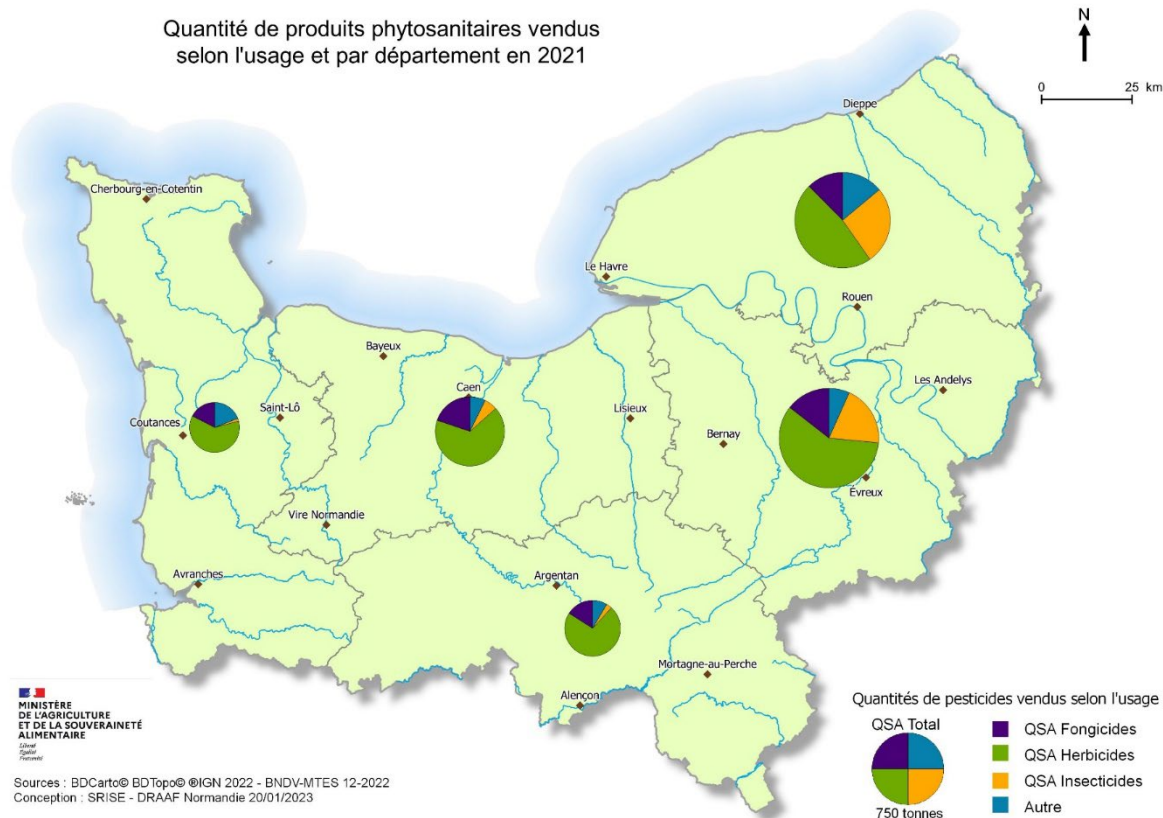 Quantité de produits phytosanitaires vendus
selon l'usage et par département en 2021
N
0 25 km
Dieppe
Cherbourg-en-Cotentin
Le Havre
Rouen
Bayeux
Les Andelys
Caen
Saint-Lô
Lisieux
Coutances
Bernay
Évreux
Vire Normandie
Avranches
Argentan
Mortagne-au-Perche
Alençon
MINISTÈRE
DE L'AGRICULTURE
ET DE LA SOUVERAINETÉ
ALIMENTAIRE
Liberté
Égalité
Fraternité
Sources : BDCarto© BDTopo© ®IGN 2022 - BNDV-MTES 12-2022
Conception : SRISE - DRAAF Normandie 20/01/2023
Quantités de pesticides vendus selon l'usage
QSA Total
750 tonnes
QSA Fongicides
QSA Herbicides
QSA Insecticides
Autre